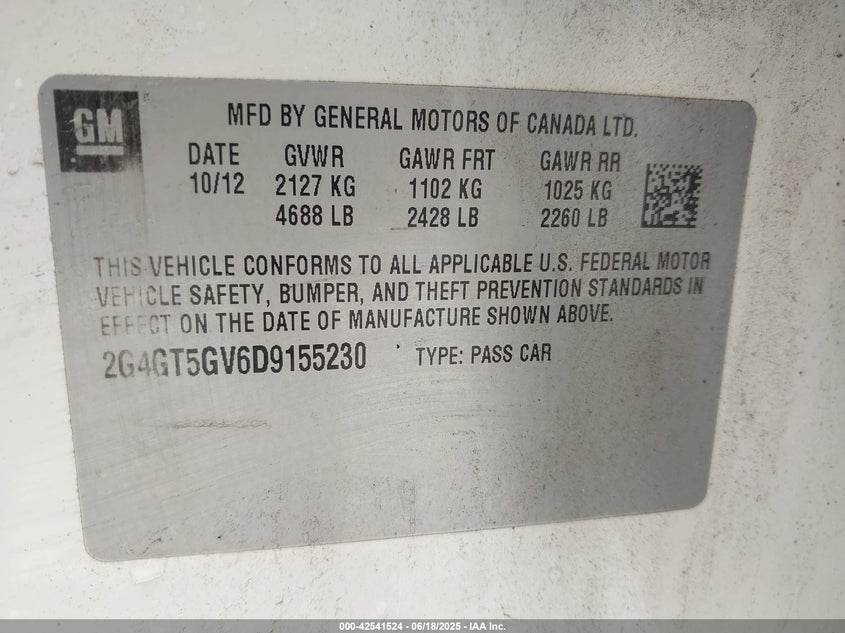 GM
MFD BY GENERAL MOTORS OF CANADA LTD.
DATE GVWR GAWR FRT GAWR RR
10/12 2127 KG 1102 KG 1025 KG
4688 LB 2428 LB 2260 LB
THIS VEHICLE CONFORMS TO ALL APPLICABLE U.S. FEDERAL MOTOR
VEHICLE SAFETY, BUMPER, AND THEFT PREVENTION STANDARDS IN
EFFECT ON THE DATE OF MANUFACTURE SHOWN ABOVE.
2G4GT5GV6D9155230 TYPE: PASS CAR
000-42541524 - 06/18/2025 - IAA Inc.